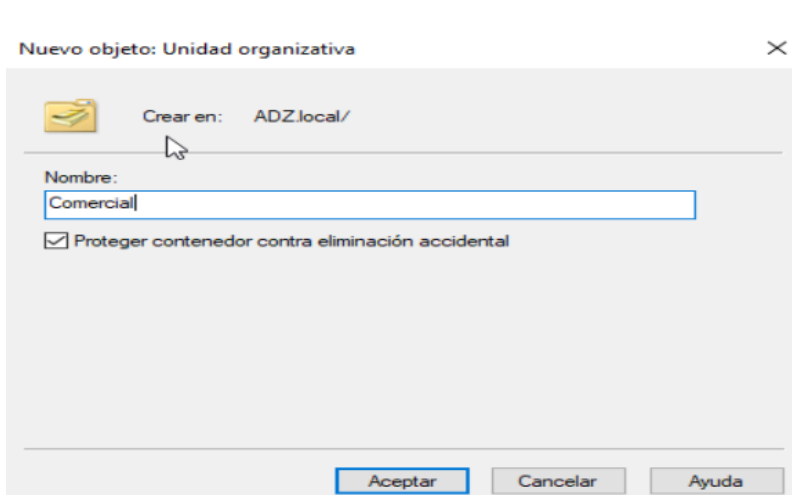 Nuevo objeto: Unidad organizativa
Crear en: ADZ.local/
Nombre:
Comercial
Proteger contenedor contra eliminación accidental
Aceptar Cancelar Ayuda